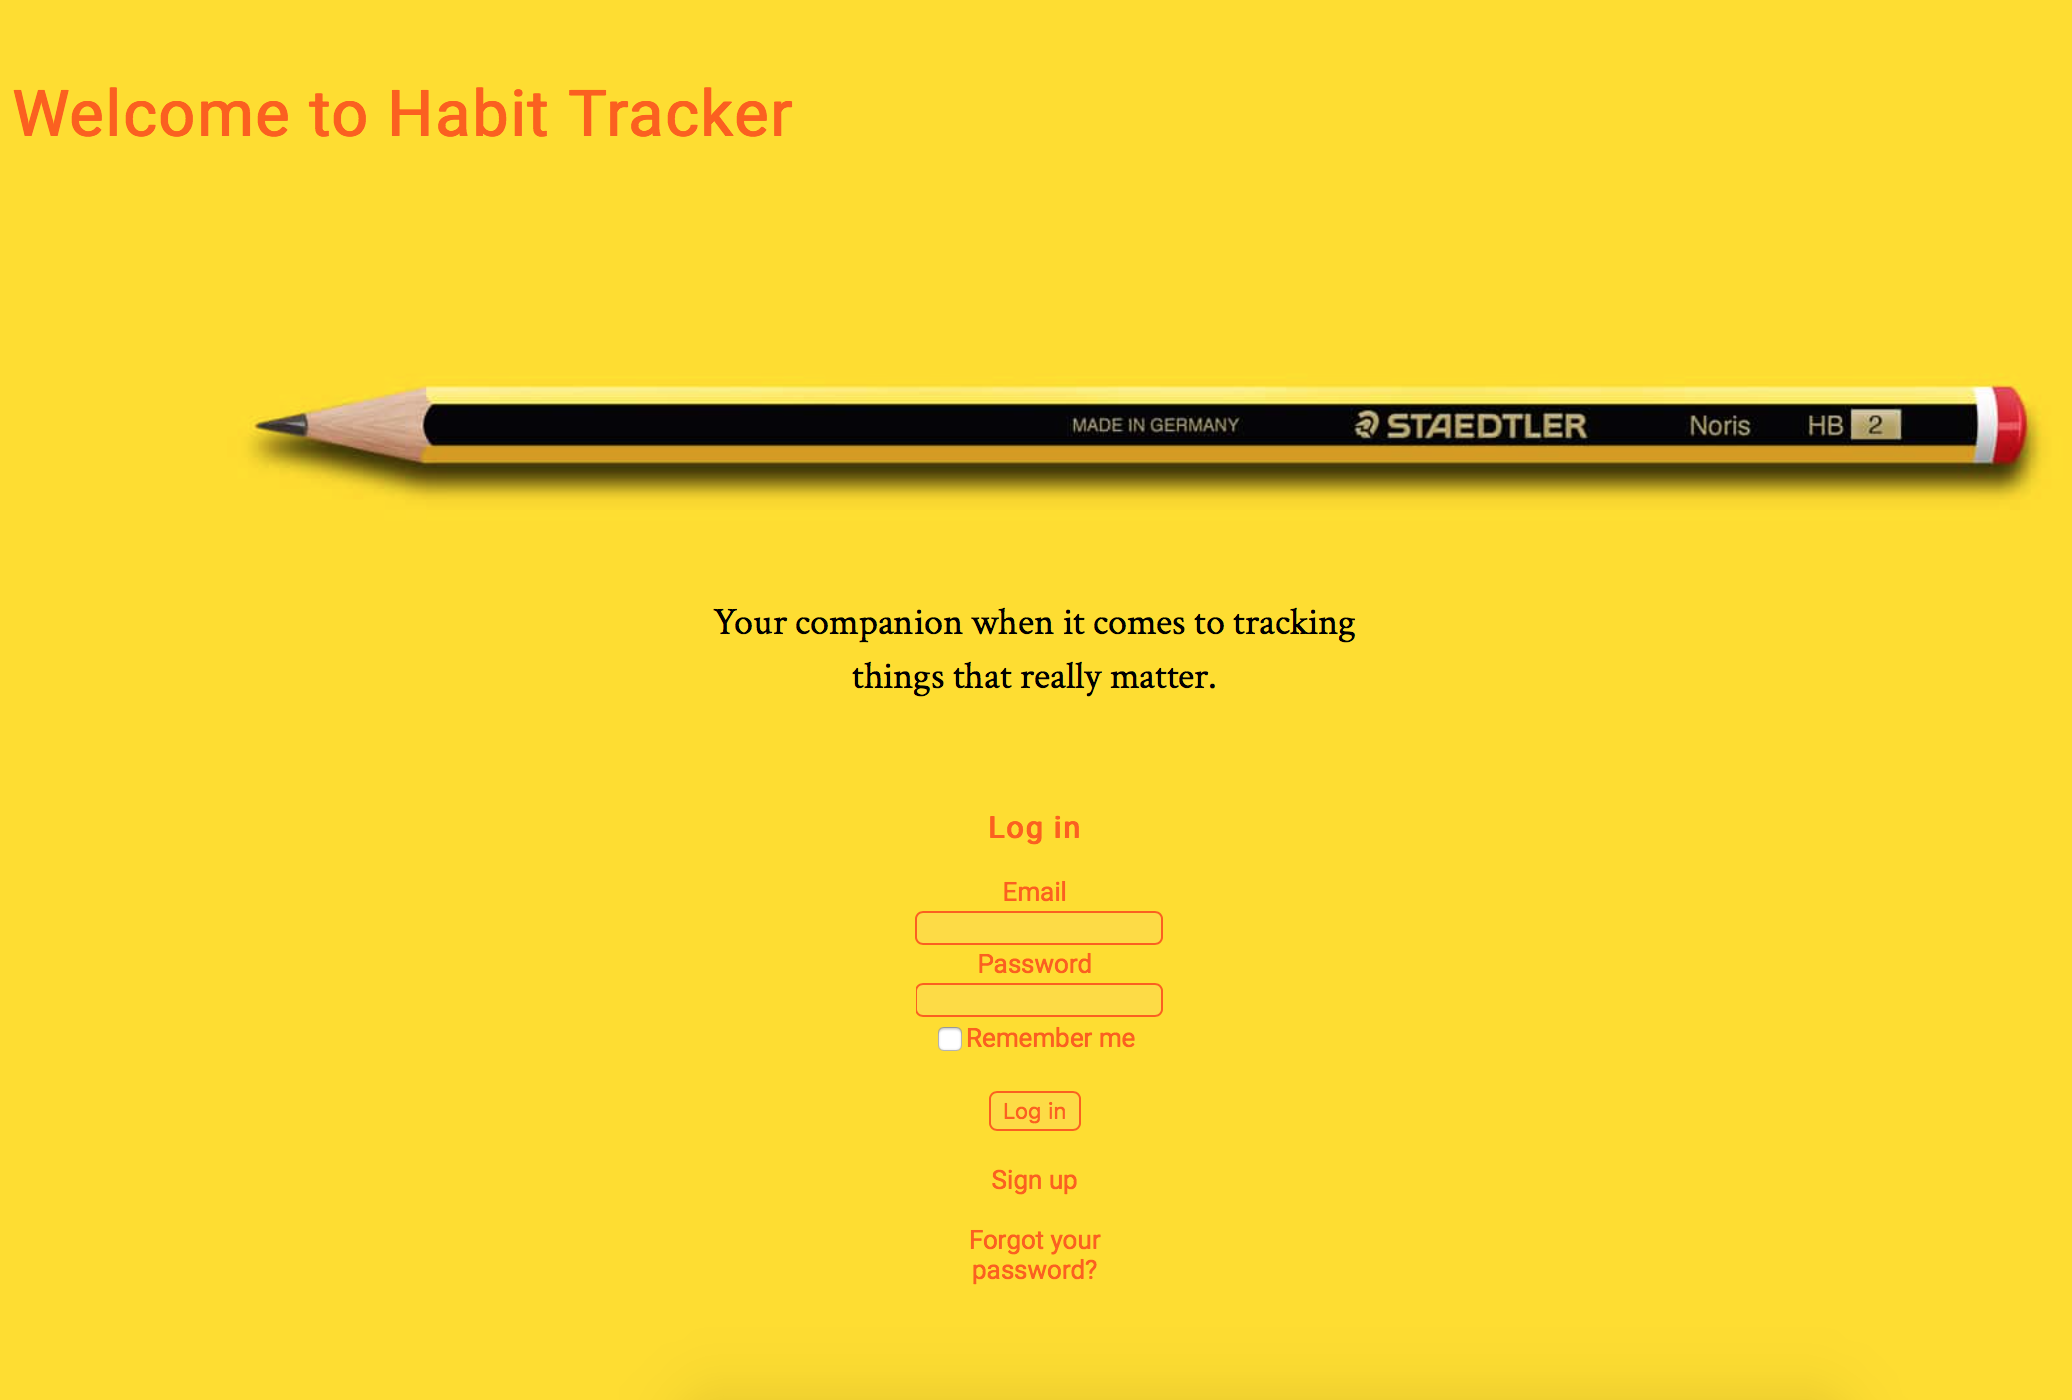 Welcome to Habit Tracker
MADE IN GERMANY STAEDTLER Noris HB 2
Your companion when it comes to tracking
things that really matter.
Log in
Email
Password
Remember me
Log in
Sign up
Forgot your
password?